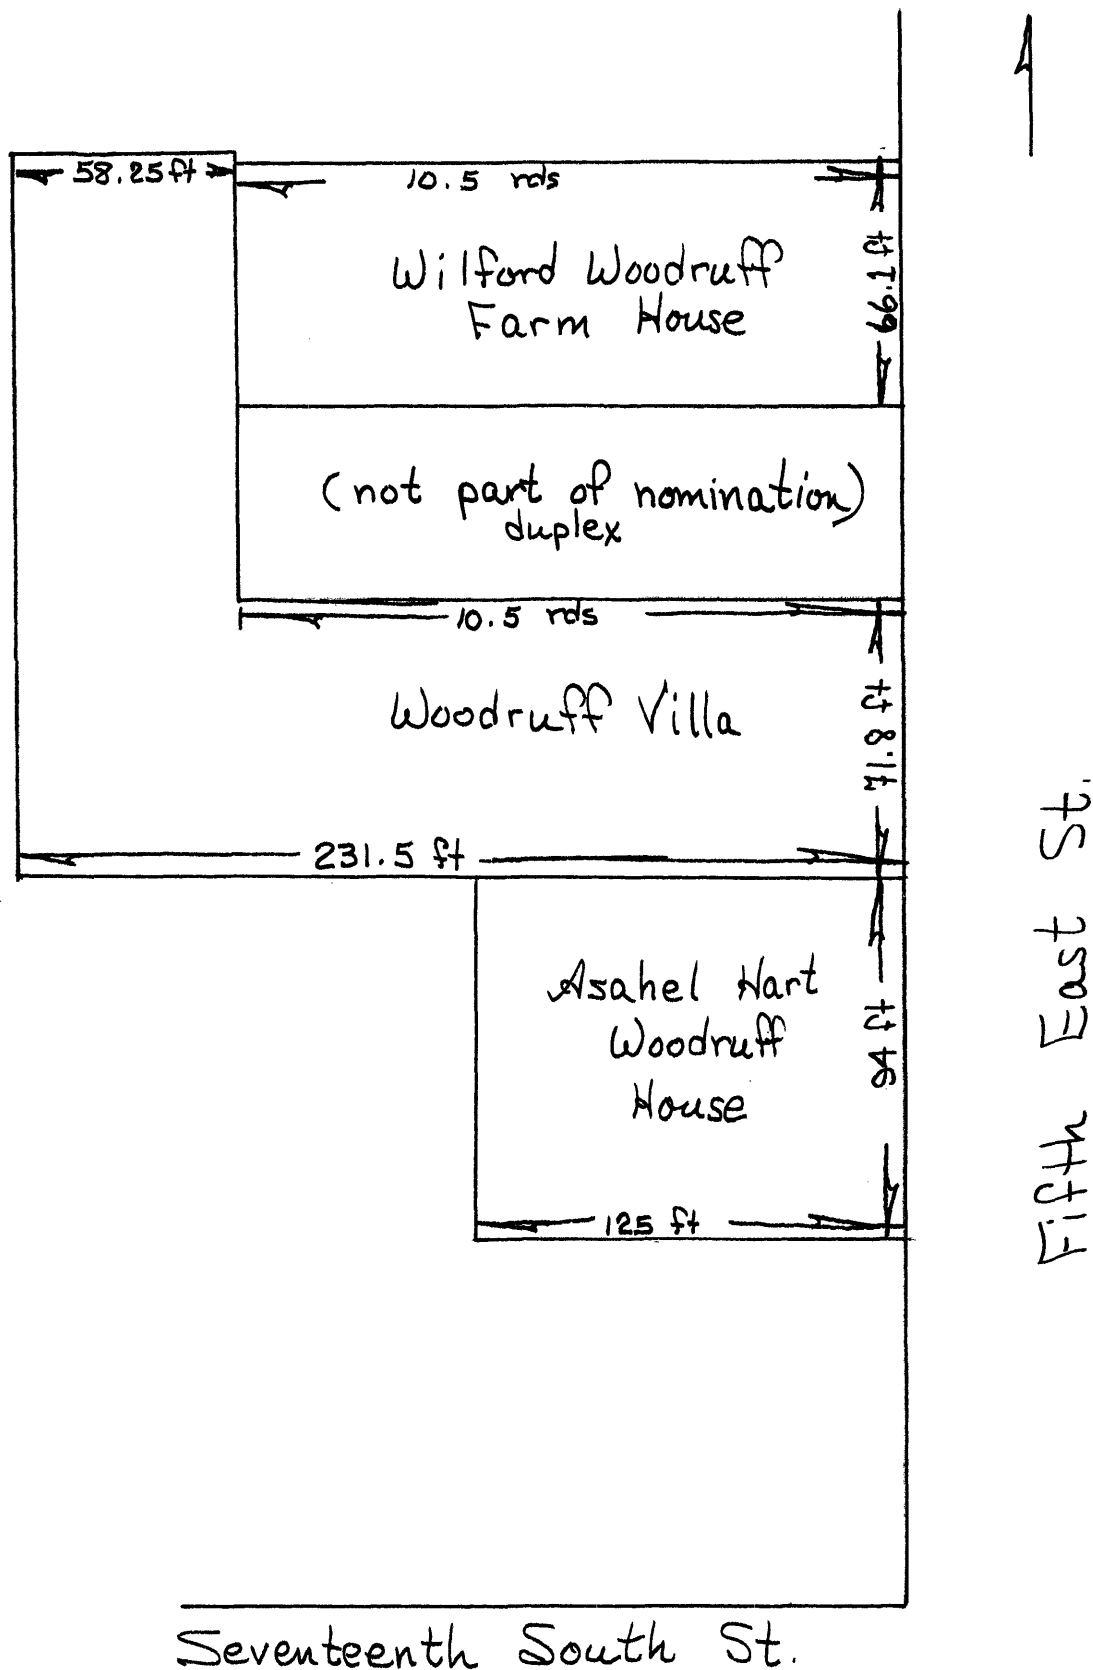 58.25 ft
10.5 rds
66.1 ft
Wilford Woodruff
Farm House
(not part of nomination)
duplex
10.5 rds
Woodruff Villa
71.8 ft
231.5 ft
Asahel Hart
Woodruff
House
94 ft
125 ft
Fifth East St.
Seventeenth South St.